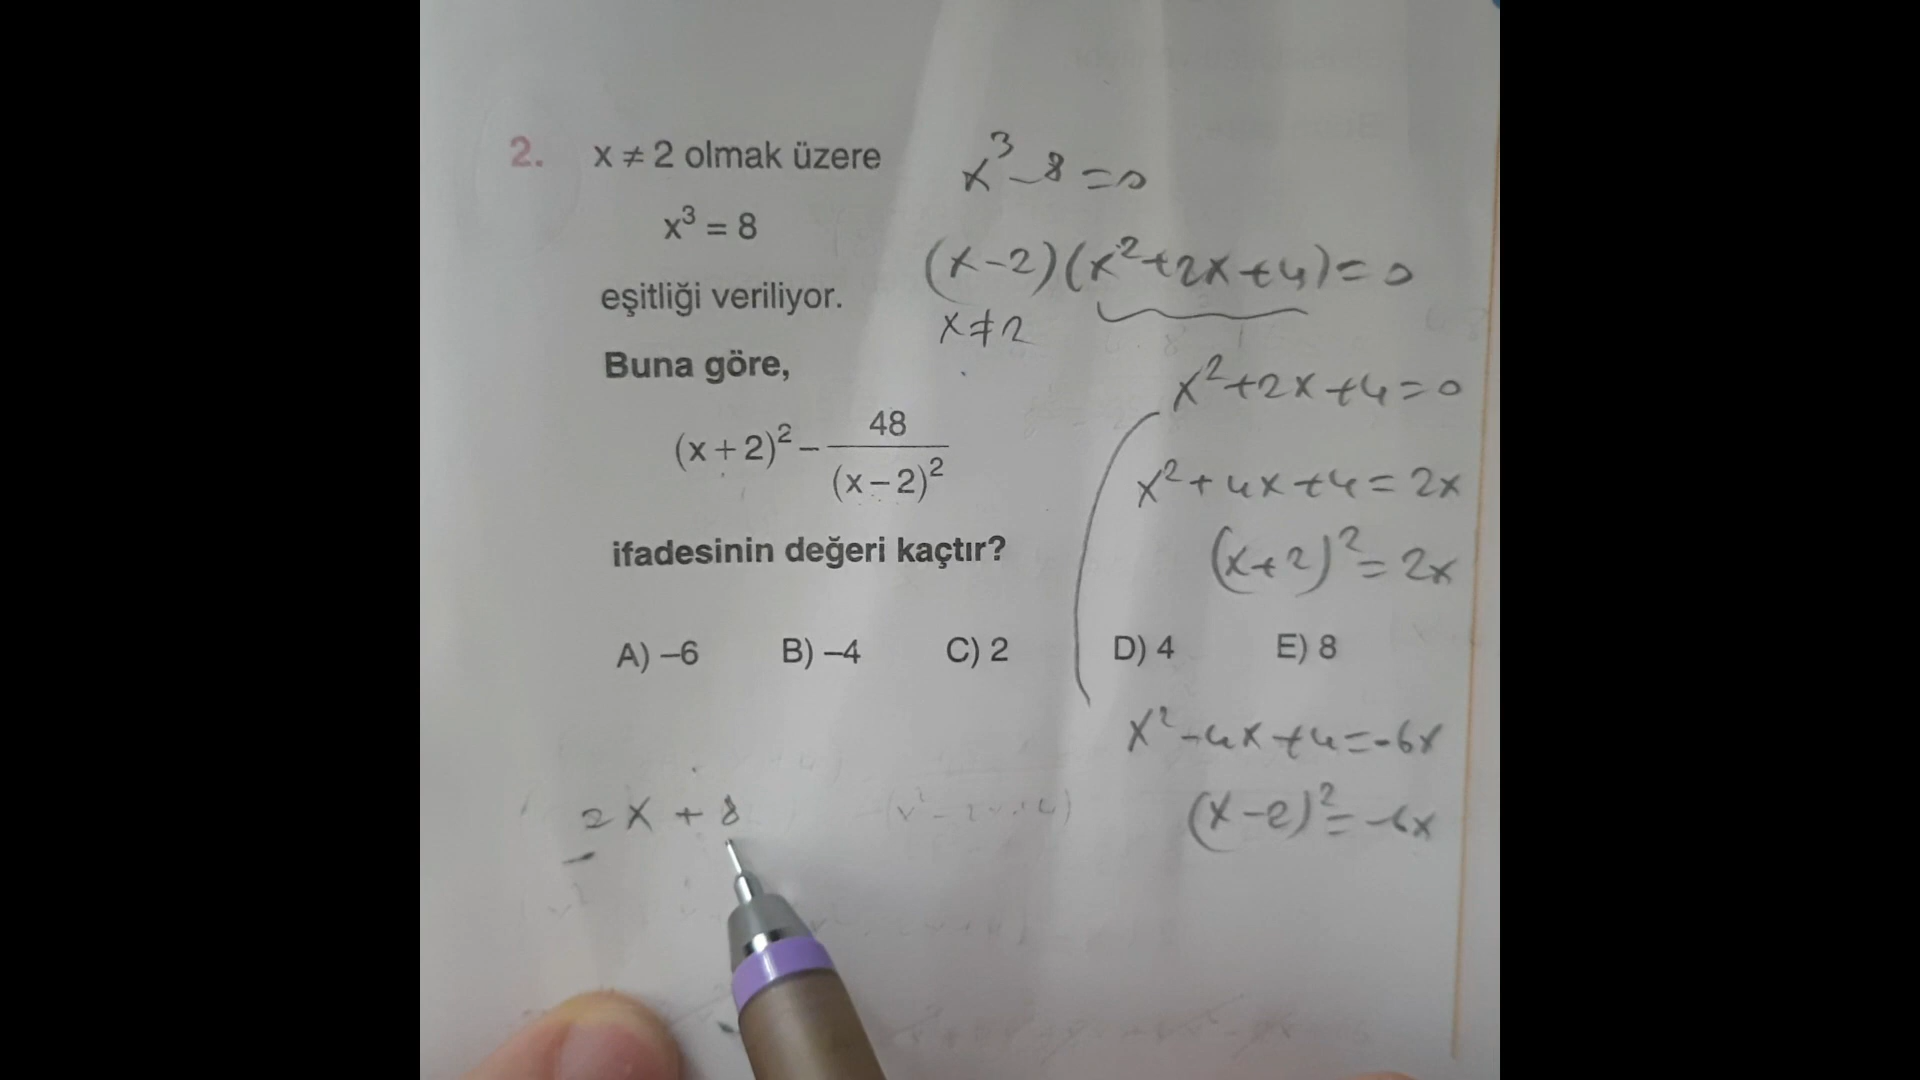 2. x ≠ 2 olmak üzere
x³ = 8
eşitliği veriliyor.
Buna göre,
(x + 2)² – 48 / (x – 2)²
ifadesinin değeri kaçtır?
A) –6 B) –4 C) 2 D) 4 E) 8
x³ – 8 = 0
(x – 2)(x² + 2x + 4) = 0
x ≠ 2
x² + 2x + 4 = 0
x² + 4x + 4 = 2x
(x + 2)² = 2x
x² – 4x + 4 = –6x
(x – 2)² = –6x
2x + 8